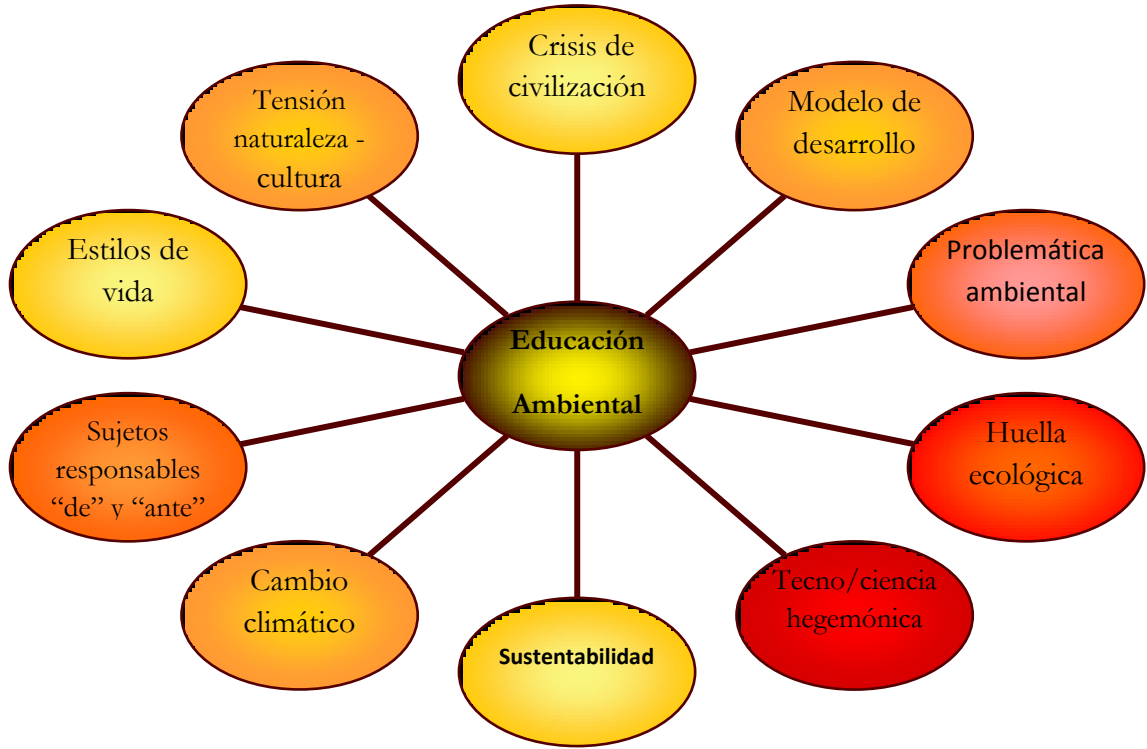 Crisis de
civilización
Tensión
naturaleza -
cultura
Modelo de
desarrollo
Estilos de
vida
Problemática
ambiental
Educación
Ambiental
Sujetos
responsables
“de” y “ante”
Huella
ecológica
Cambio
climático
Tecno/ciencia
hegemónica
Sustentabilidad